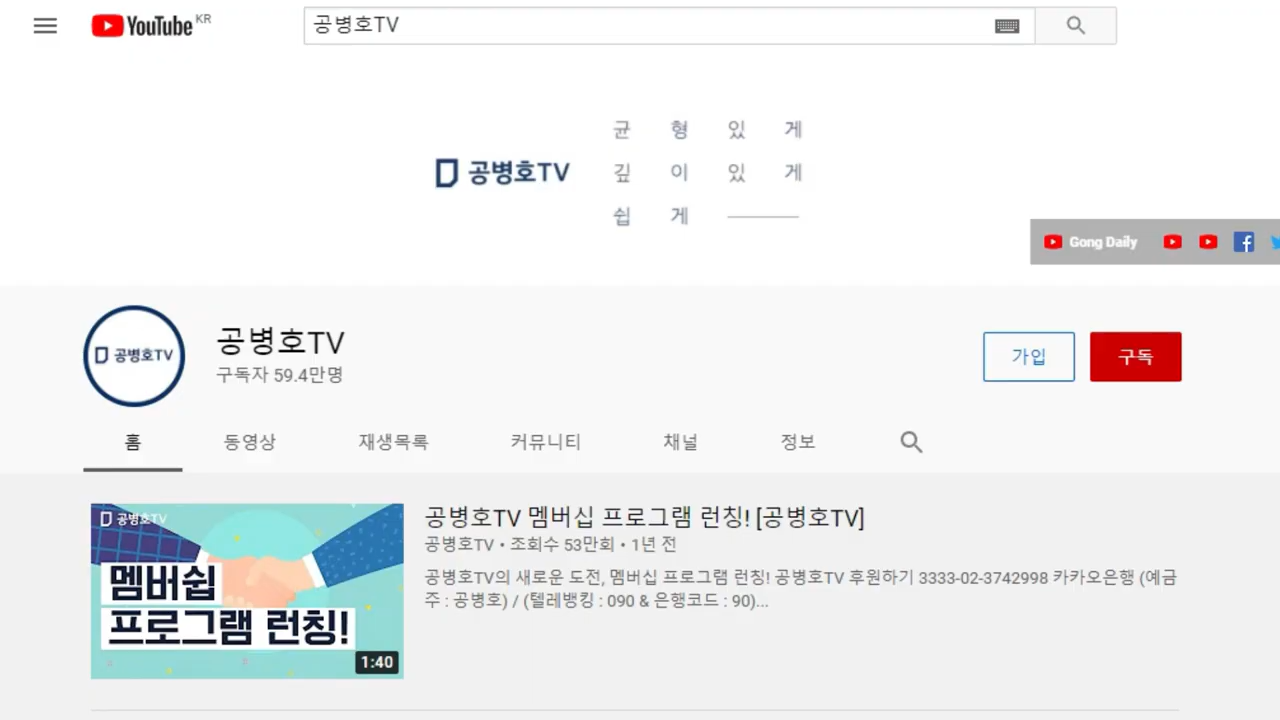 YouTube KR
공병호TV
균 형 있 게
공병호TV 깊 이 있 게
쉽 게
Gong Daily
공병호TV
공병호TV
구독자 59.4만명
가입
구독
홈 동영상 재생목록 커뮤니티 채널 정보
공병호TV
멤버쉽
프로그램 런칭!
1:40
공병호TV 멤버십 프로그램 런칭! [공병호TV]
공병호TV • 조회수 53만회 • 1년 전
공병호TV의 새로운 도전, 멤버십 프로그램 런칭! 공병호TV 후원하기 3333-02-3742998 카카오은행 (예금
주 : 공병호) / (텔레뱅킹 : 090 & 은행코드 : 90)...